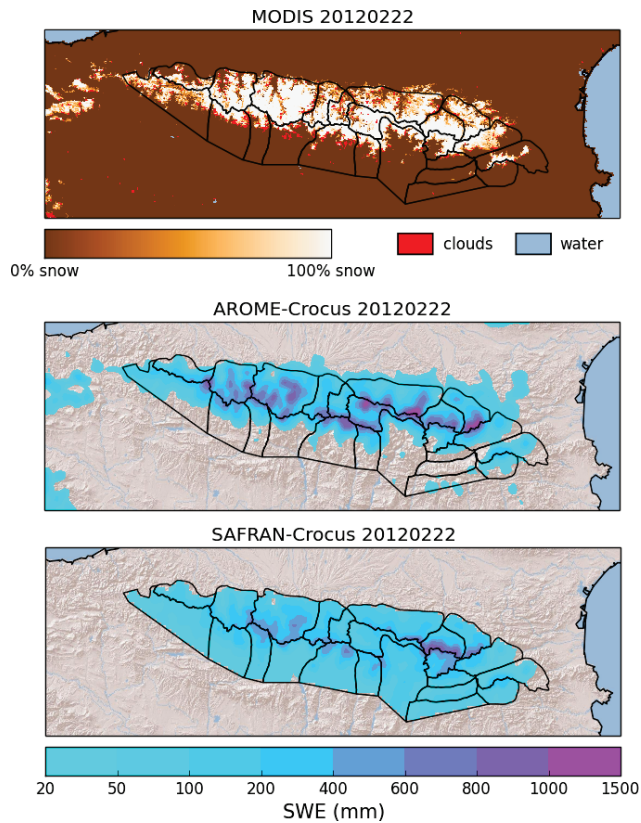 MODIS 20120222
clouds
water
0% snow
100% snow
AROME-Crocus 20120222
SAFRAN-Crocus 20120222
20 50 100 200 400 600 800 1000 1500
SWE (mm)